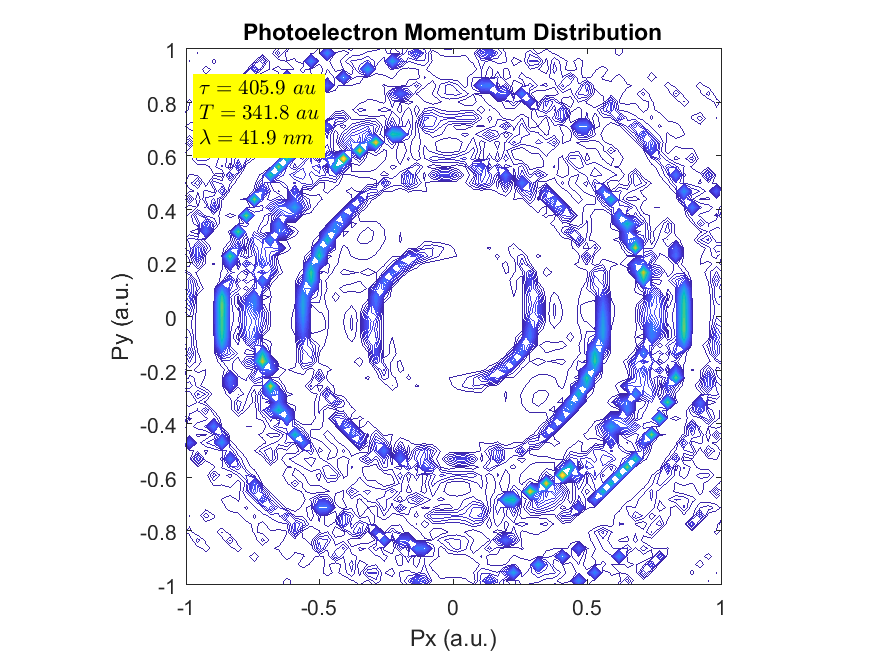 Photoelectron Momentum Distribution
τ = 405.9 au
T = 341.8 au
λ = 41.9 nm
1
0.8
0.6
0.4
0.2
0
-0.2
-0.4
-0.6
-0.8
-1
Py (a.u.)
-1 -0.5 0 0.5 1
Px (a.u.)